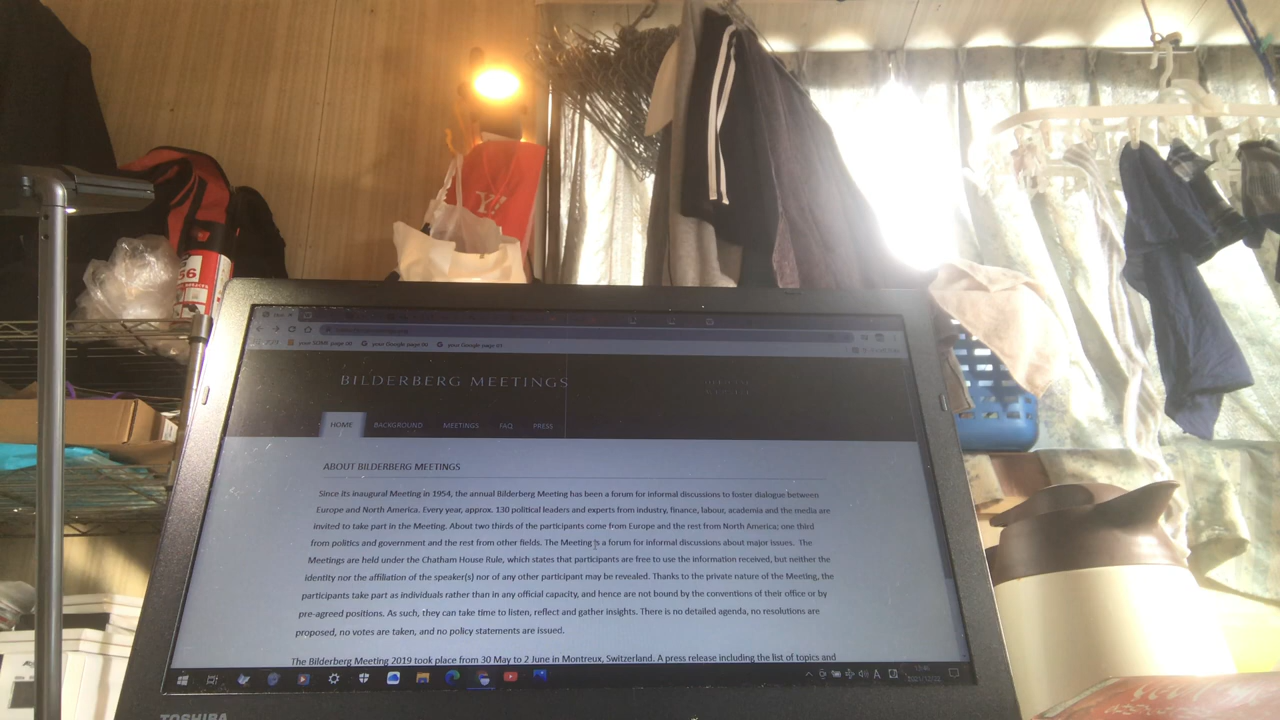 Y!
56
your Google page (K)
your Google page (Y)
BILDERBERG MEETINGS
HOME BACKGROUND MEETINGS FAQ PRESS
ABOUT BILDERBERG MEETINGS
Since its inaugural Meeting in 1954, the annual Bilderberg Meeting has been a forum for informal discussions to foster dialogue between
Europe and North America. Every year, approx. 130 political leaders and experts from industry, finance, labour, academia and the media are
invited to take part in the Meeting. About two thirds of the participants come from Europe and the rest from North America; one third
from politics and government and the rest from other fields. The Meeting is a forum for informal discussions about major issues. The
Meetings are held under the Chatham House Rule, which states that participants are free to use the information received, but neither the
identity nor the affiliation of the speaker(s) nor of any other participant may be revealed. Thanks to the private nature of the Meeting, the
participants take part as individuals rather than in any official capacity, and hence are not bound by the conventions of their office or by
pre-agreed positions. As such, they can take time to listen, reflect and gather insights. There is no detailed agenda, no resolutions are
proposed, no votes are taken, and no policy statements are issued.
The Bilderberg Meeting 2019 took place from 30 May to 2 June in Montreux, Switzerland. A press release including the list of topics and
A
TOSHIBA